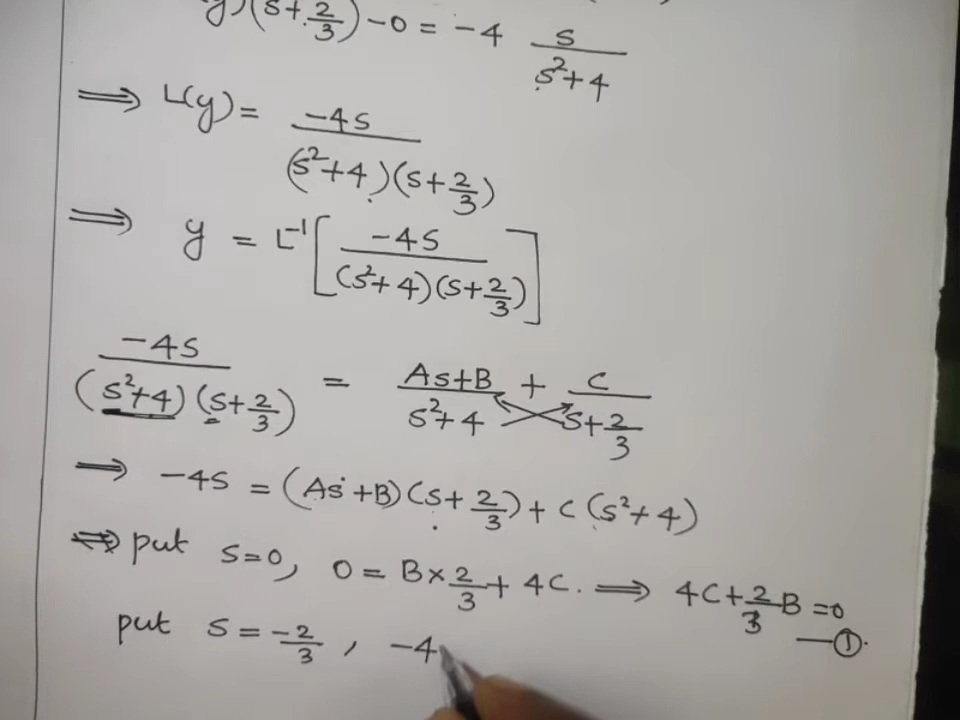 y)(s+2/3)-0 = -4 s/(s²+4)
⟹ L(y) = -4s/((s²+4)(s+2/3))
⟹ y = L⁻¹[-4s/((s²+4)(s+2/3))]
-4s/((s²+4)(s+2/3)) = (As+B)/(s²+4) + c/(s+2/3)
⟹ -4s = (As+B)(s+2/3) + c(s²+4)
⟹ put s=0, 0 = B×2/3 + 4C. ⟹ 4C+2/3B=0 —①.
put s = -2/3, -4